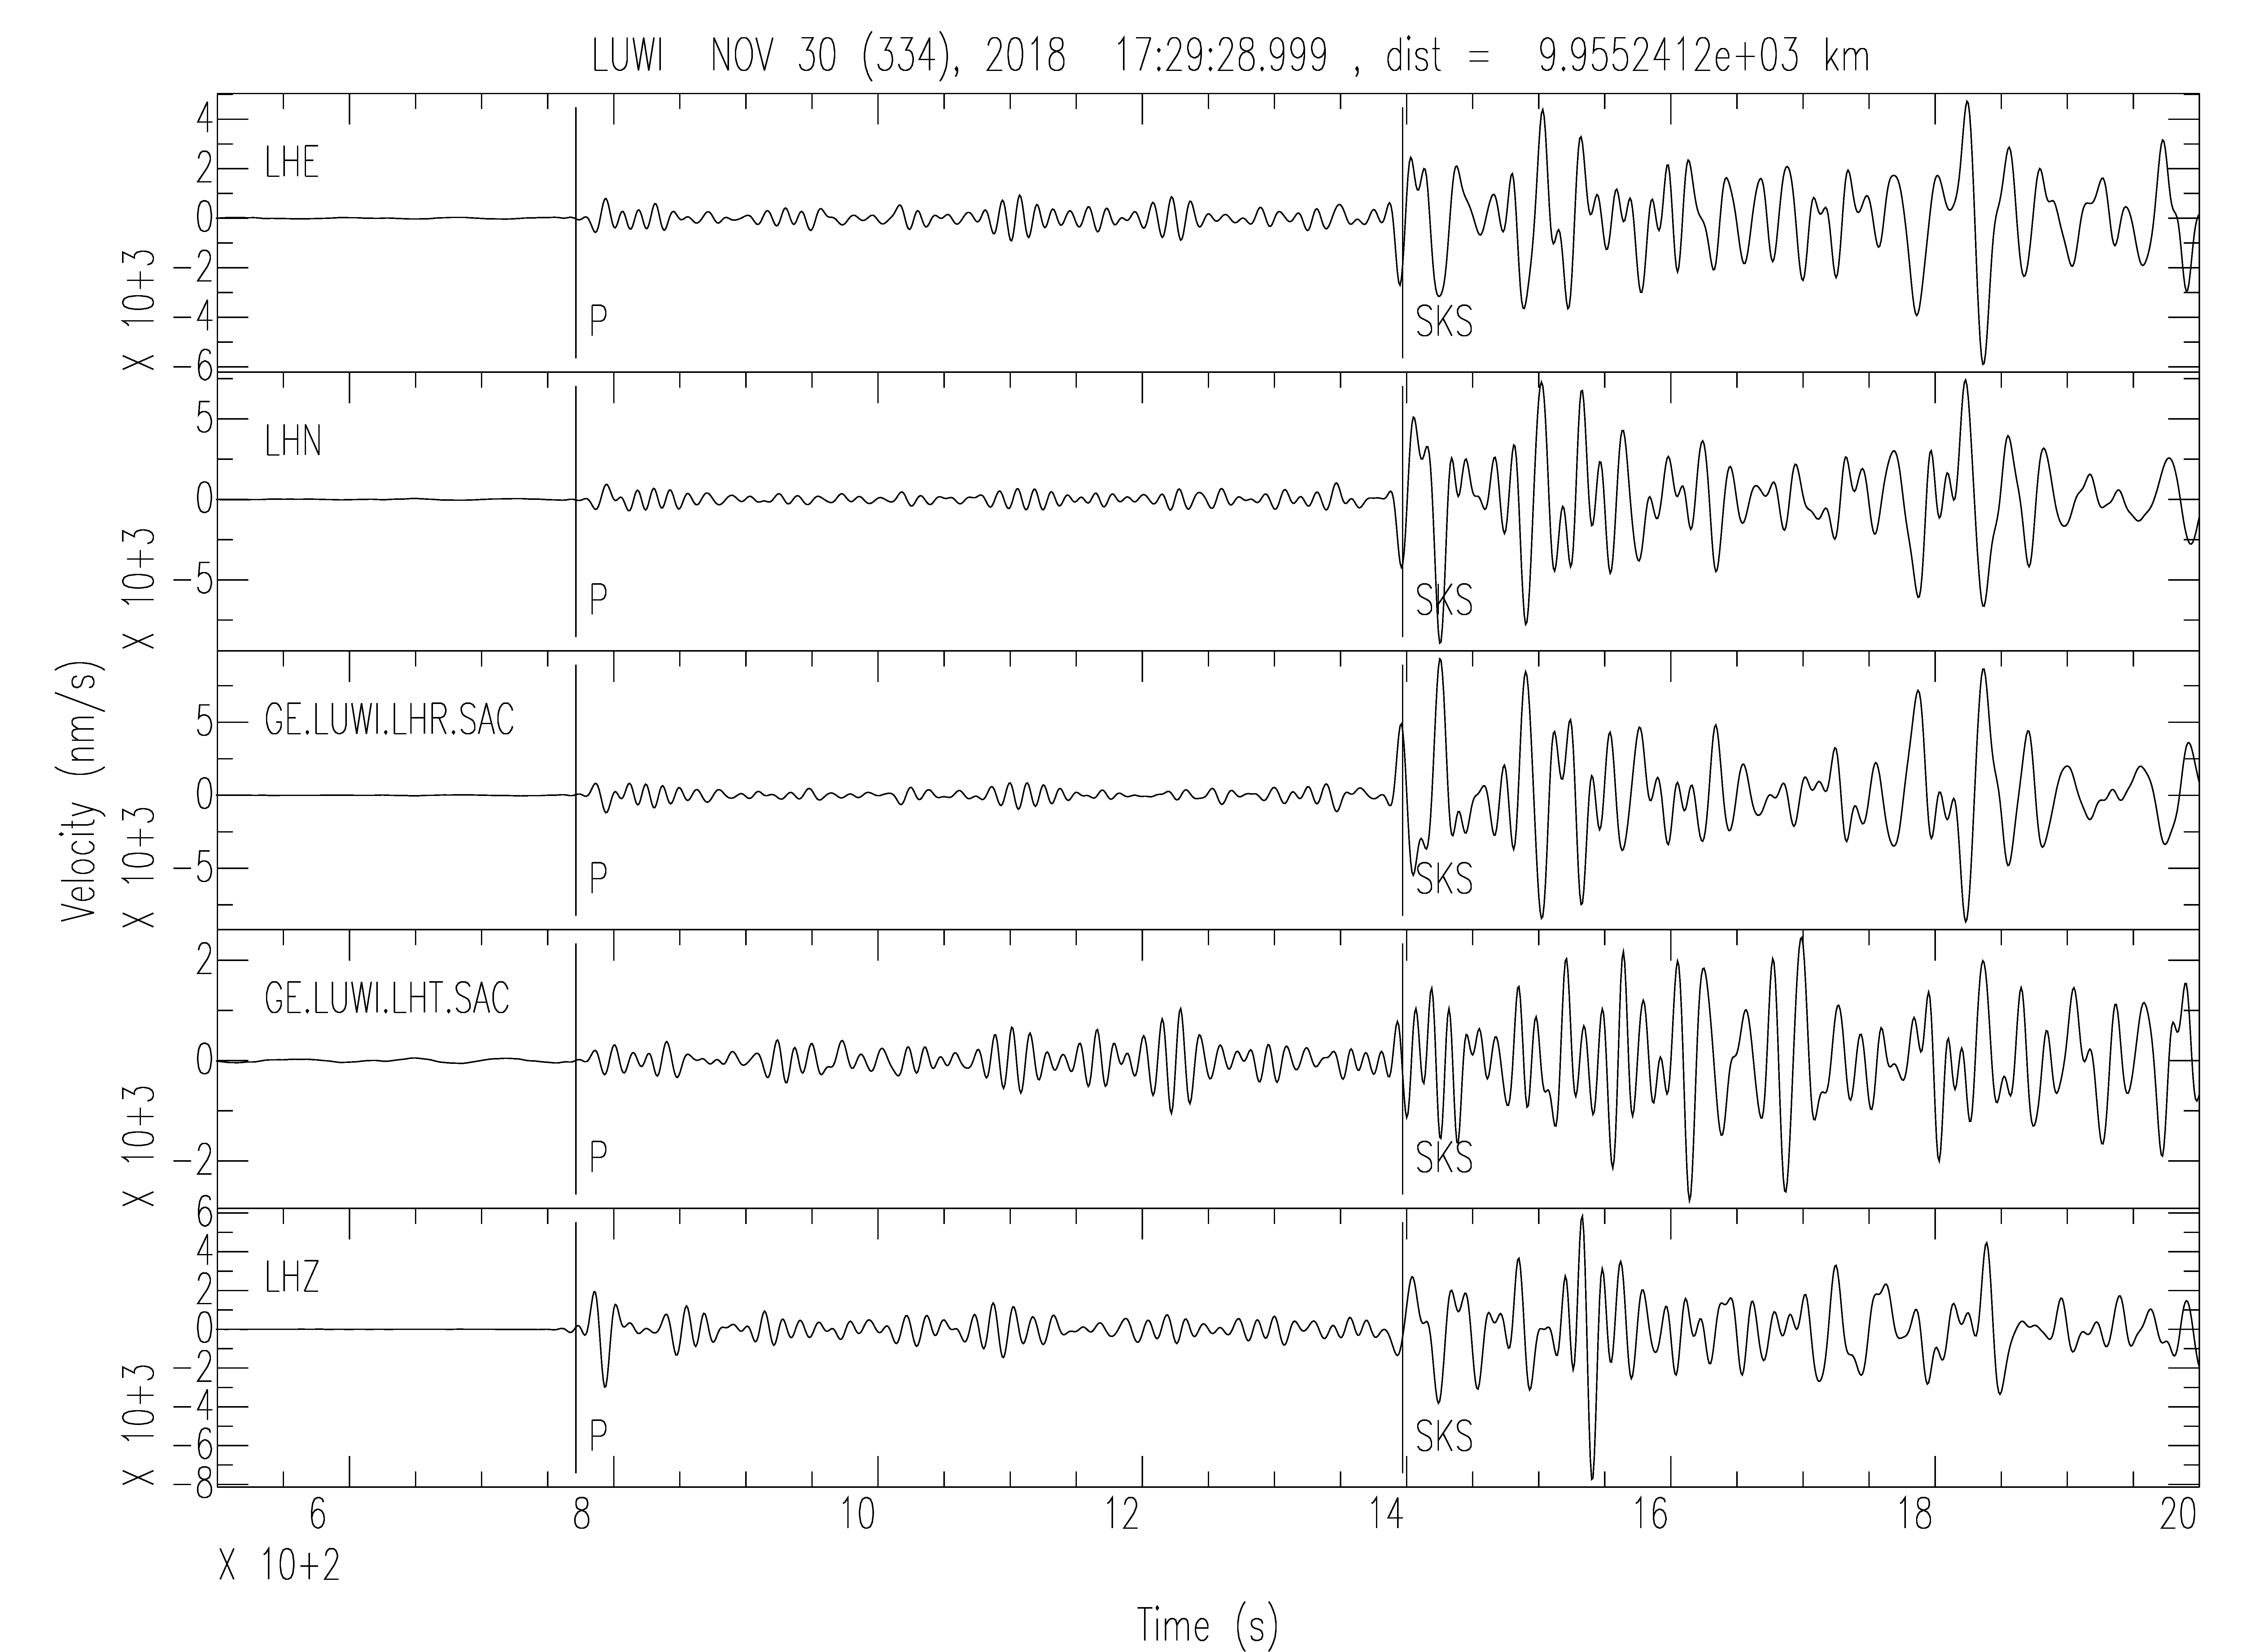 LUWI NOV 30 (334), 2018 17:29:28.999 , dist = 9.9552412e+03 km
4
2
0
-2
-4
-6
X 10+3
LHE
P
SKS
5
0
-5
X 10+3
LHN
P
SKS
Velocity (nm/s)
5
0
-5
X 10+3
GE.LUWI.LHR.SAC
P
SKS
2
0
-2
X 10+3
GE.LUWI.LHT.SAC
P
SKS
6
4
2
0
-2
-4
-6
-8
X 10+3
LHZ
P
SKS
6 8 10 12 14 16 18 20
X 10+2
Time (s)